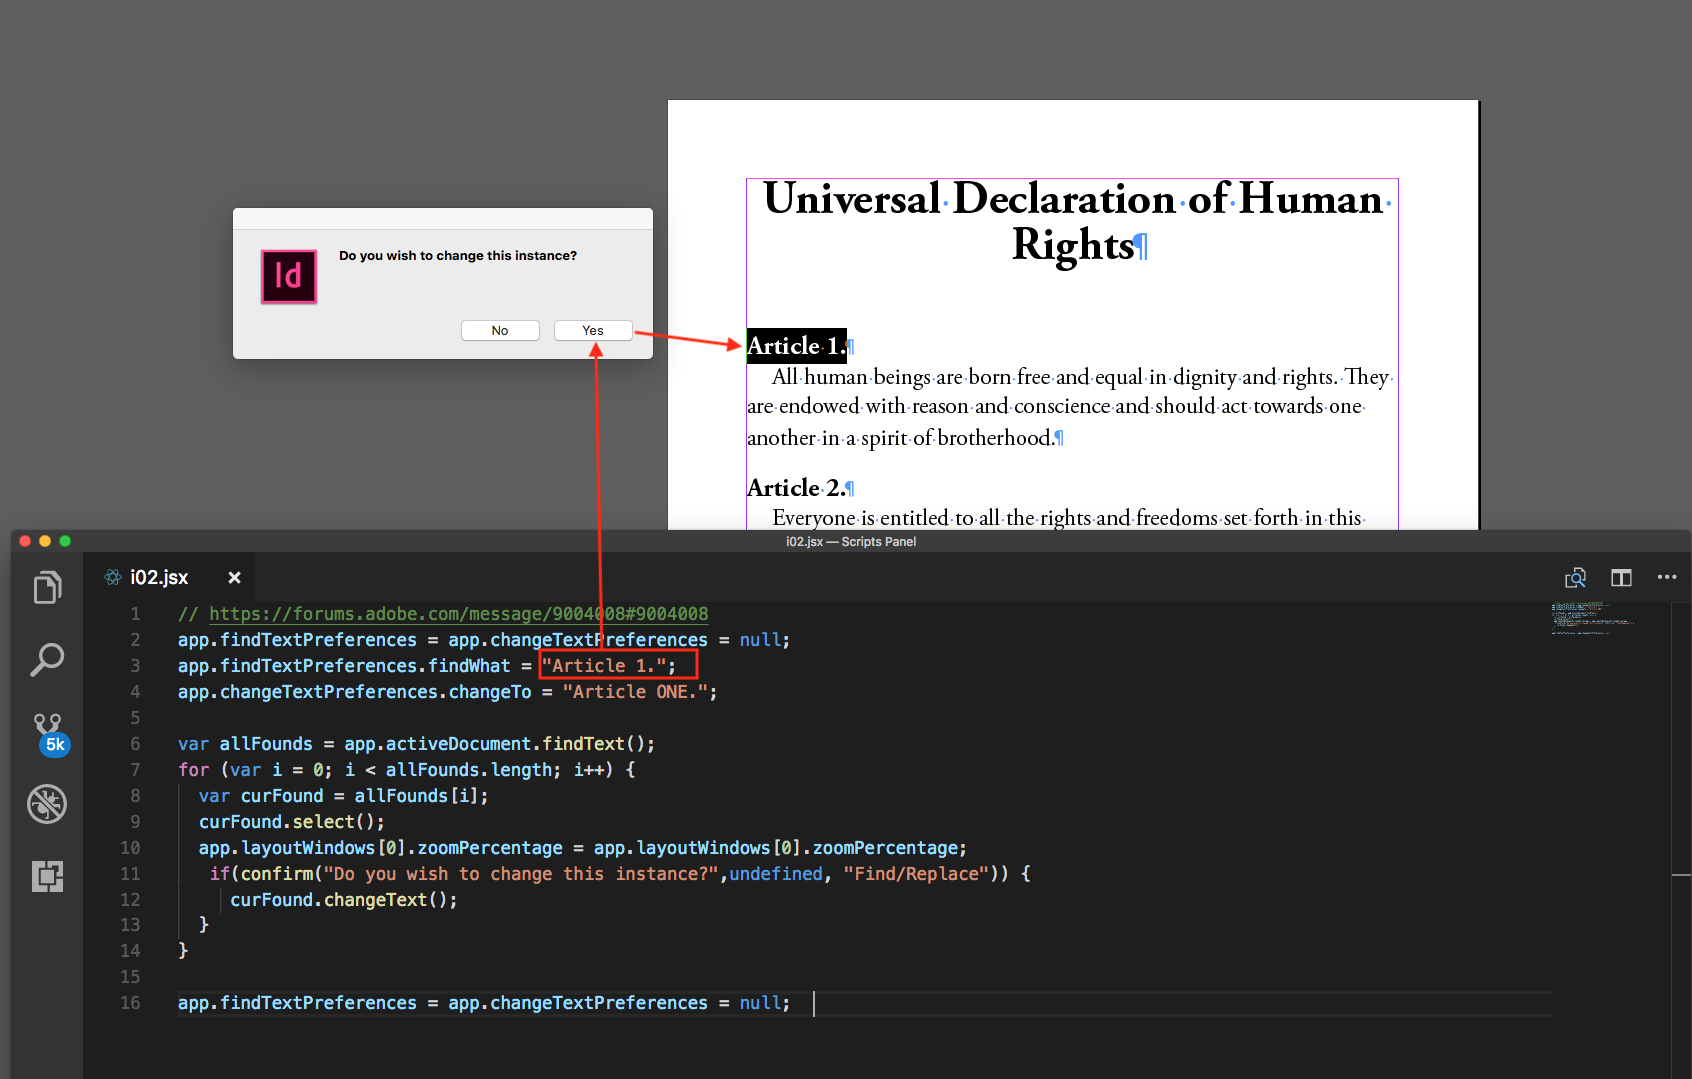 Universal Declaration of Human
Rights¶
Do you wish to change this instance?
Id
No
Yes
Article 1.¶
All human beings are born free and equal in dignity and rights. They
are endowed with reason and conscience and should act towards one
another in a spirit of brotherhood.¶
Article 2.¶
Everyone is entitled to all the rights and freedoms set forth in this
i02.jsx — Scripts Panel
i02.jsx
5k
1 // https://forums.adobe.com/message/9004008#9004008
2 app.findTextPreferences = app.changeTextPreferences = null;
3 app.findTextPreferences.findWhat = "Article 1.";
4 app.changeTextPreferences.changeTo = "Article ONE.";
5
6 var allFounds = app.activeDocument.findText();
7 for (var i = 0; i < allFounds.length; i++) {
8 var curFound = allFounds[i];
9 curFound.select();
10 app.layoutWindows[0].zoomPercentage = app.layoutWindows[0].zoomPercentage;
11 if(confirm("Do you wish to change this instance?",undefined, "Find/Replace")) {
12 curFound.changeText();
13 }
14 }
15
16 app.findTextPreferences = app.changeTextPreferences = null;